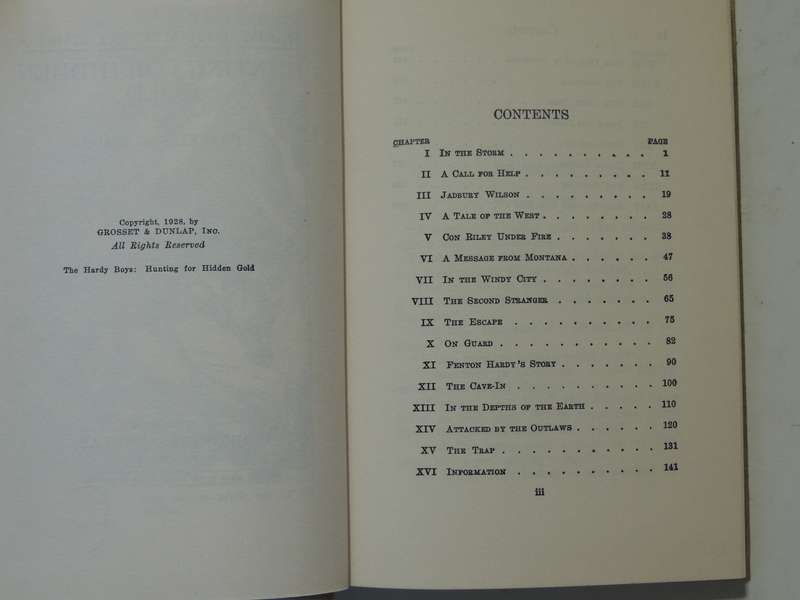 Copyright, 1928, by
GROSSET & DUNLAP, Inc.
All Rights Reserved
The Hardy Boys: Hunting for Hidden Gold
CONTENTS
CHAPTER PAGE
I In the Storm . . . . . . . . . . 1
II A Call for Help . . . . . . . . . 11
III Jadbury Wilson . . . . . . . . . 19
IV A Tale of the West . . . . . . . . 28
V Con Riley Under Fire . . . . . . . 38
VI A Message from Montana . . . . . . 47
VII In the Windy City . . . . . . . . 56
VIII The Second Stranger . . . . . . . 65
IX The Escape . . . . . . . . . . 75
X On Guard . . . . . . . . . . . 82
XI Fenton Hardy's Story . . . . . . . 90
XII The Cave-In . . . . . . . . . . 100
XIII In the Depths of the Earth . . . . . 110
XIV Attacked by the Outlaws . . . . . . 120
XV The Trap . . . . . . . . . . . 131
XVI Information . . . . . . . . . . 141
iii